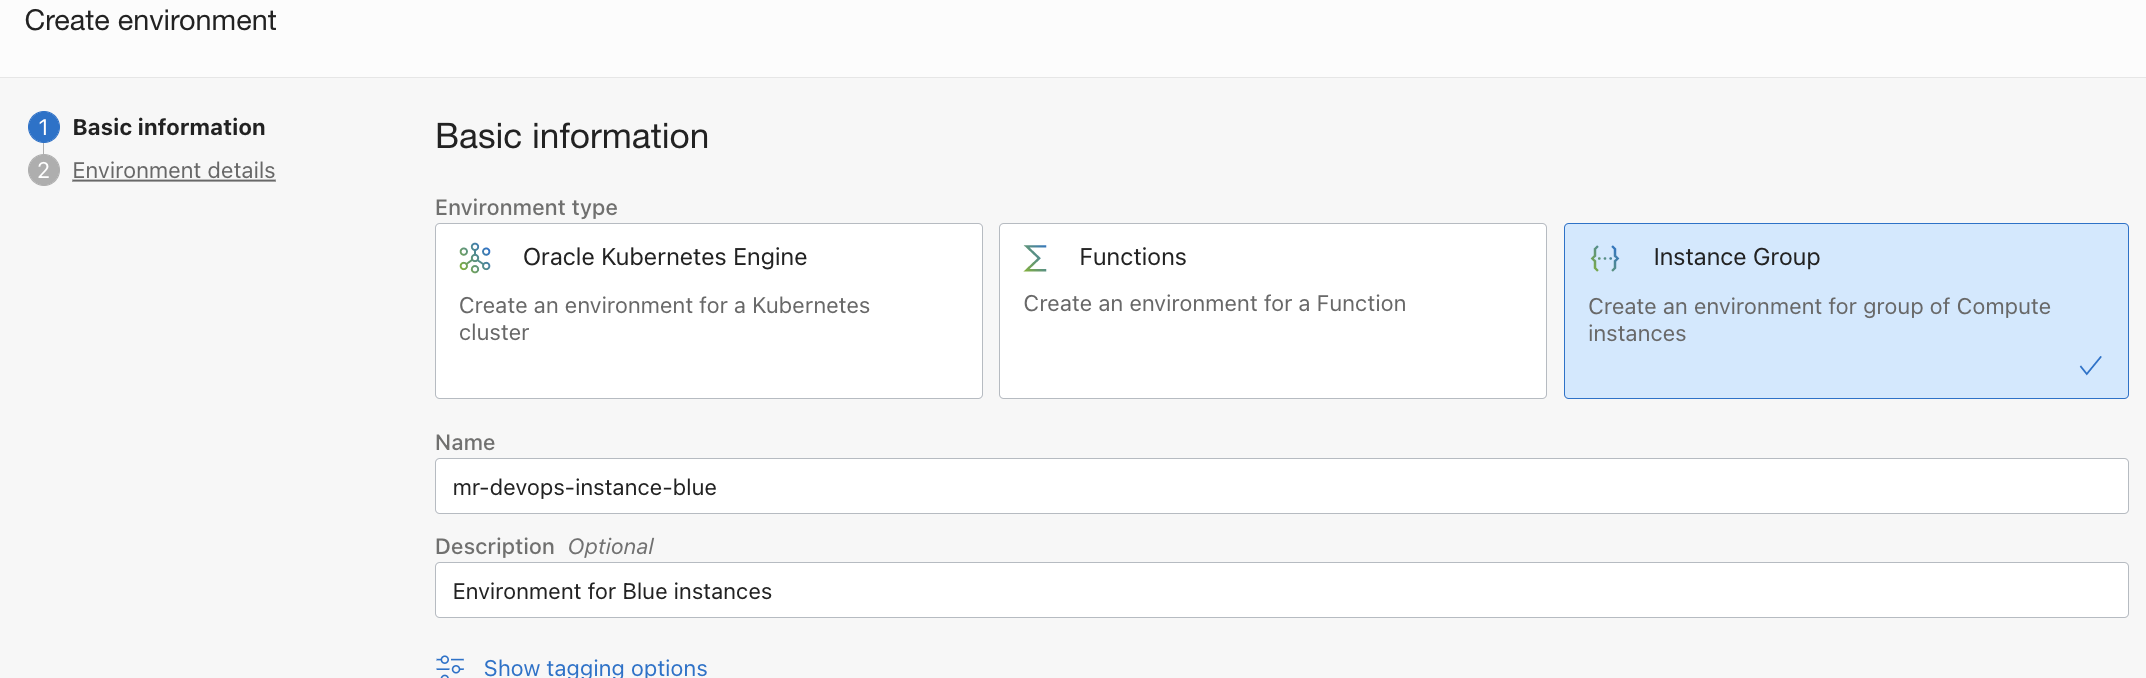 Create environment
1 Basic information
2 Environment details
Basic information
Environment type
Oracle Kubernetes Engine
Create an environment for a Kubernetes
cluster
Functions
Create an environment for a Function
Instance Group
Create an environment for group of Compute
instances
Name
mr-devops-instance-blue
Description Optional
Environment for Blue instances
Show tagging options